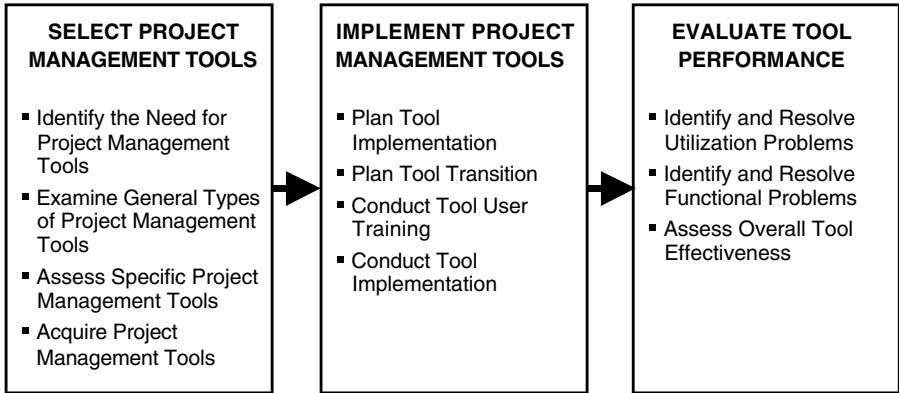 SELECT PROJECT
MANAGEMENT TOOLS
▪ Identify the Need for
Project Management
Tools
▪ Examine General Types
of Project Management
Tools
▪ Assess Specific Project
Management Tools
▪ Acquire Project
Management Tools
IMPLEMENT PROJECT
MANAGEMENT TOOLS
▪ Plan Tool
Implementation
▪ Plan Tool Transition
▪ Conduct Tool User
Training
▪ Conduct Tool
Implementation
EVALUATE TOOL
PERFORMANCE
▪ Identify and Resolve
Utilization Problems
▪ Identify and Resolve
Functional Problems
▪ Assess Overall Tool
Effectiveness